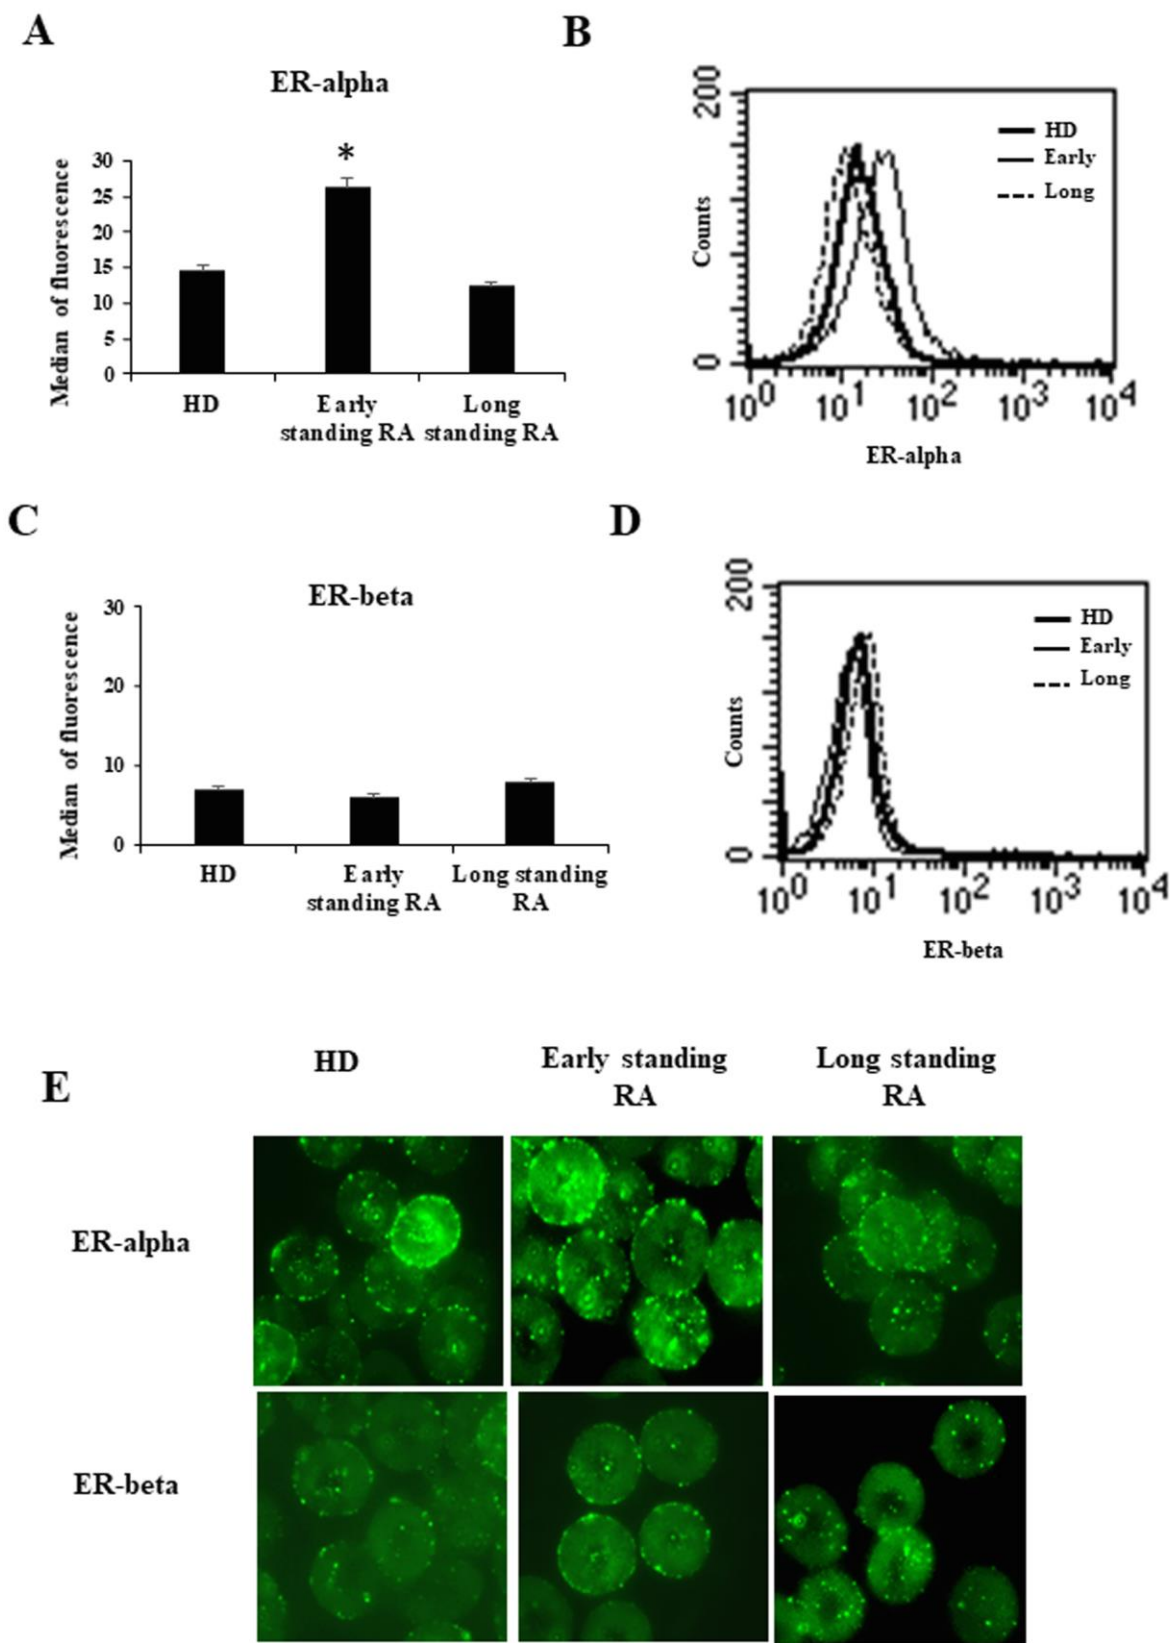 A
ER-alpha
*
Median of fluorescence
30
25
20
15
10
5
0
HD
Early
standing RA
Long
standing RA
B
200
Counts
0
HD
Early
Long
10^0 10^1 10^2 10^3 10^4
ER-alpha
C
ER-beta
Median of fluorescence
30
20
10
0
HD
Early
standing RA
Long standing
RA
D
200
Counts
0
HD
Early
Long
10^0 10^1 10^2 10^3 10^4
ER-beta
E
HD
Early standing
RA
Long standing
RA
ER-alpha
ER-beta